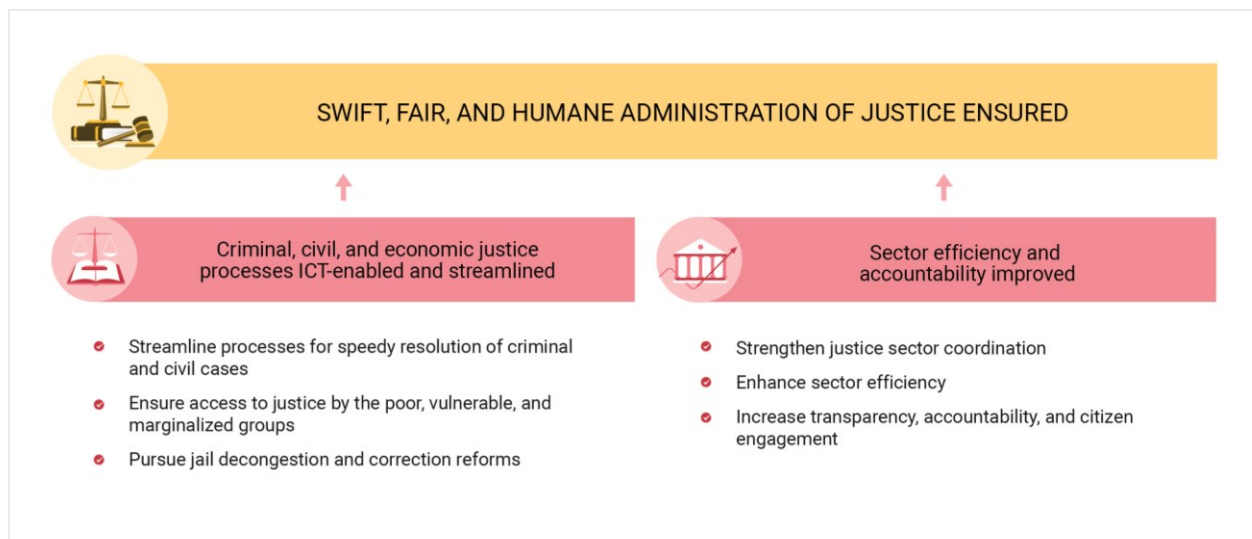 SWIFT, FAIR, AND HUMANE ADMINISTRATION OF JUSTICE ENSURED
Criminal, civil, and economic justice
processes ICT-enabled and streamlined
Streamline processes for speedy resolution of criminal
and civil cases
Ensure access to justice by the poor, vulnerable, and
marginalized groups
Pursue jail decongestion and correction reforms
Sector efficiency and
accountability improved
Strengthen justice sector coordination
Enhance sector efficiency
Increase transparency, accountability, and citizen
engagement